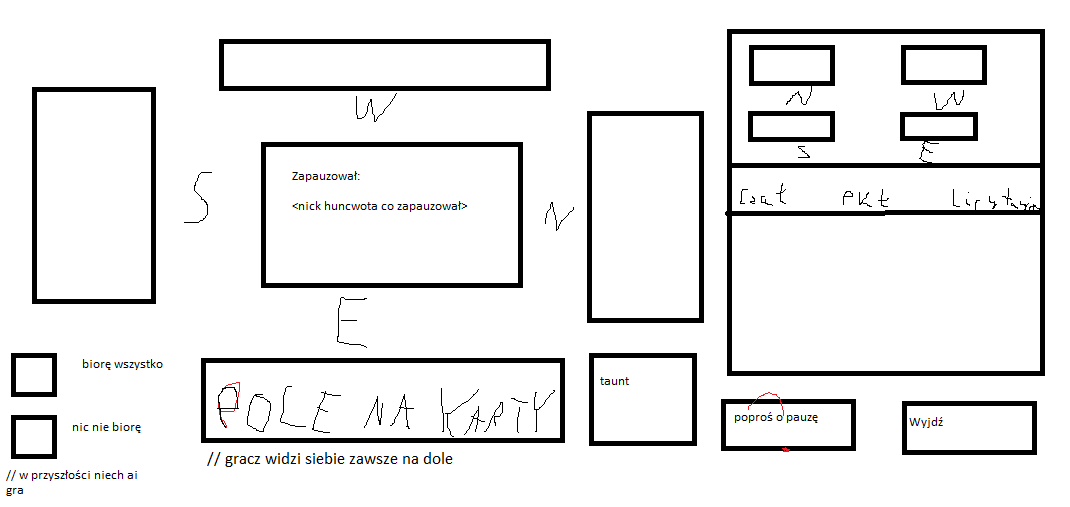 N
W
S
E
W
Zapauzował:
<nick huncwota co zapauzował>
S
N
E
Czat
PKt
Licytacja
biorę wszystko
nic nie biorę
// w przyszłości niech ai
gra
POLE NA KARTY
// gracz widzi siebie zawsze na dole
taunt
poproś o pauzę
Wyjdź